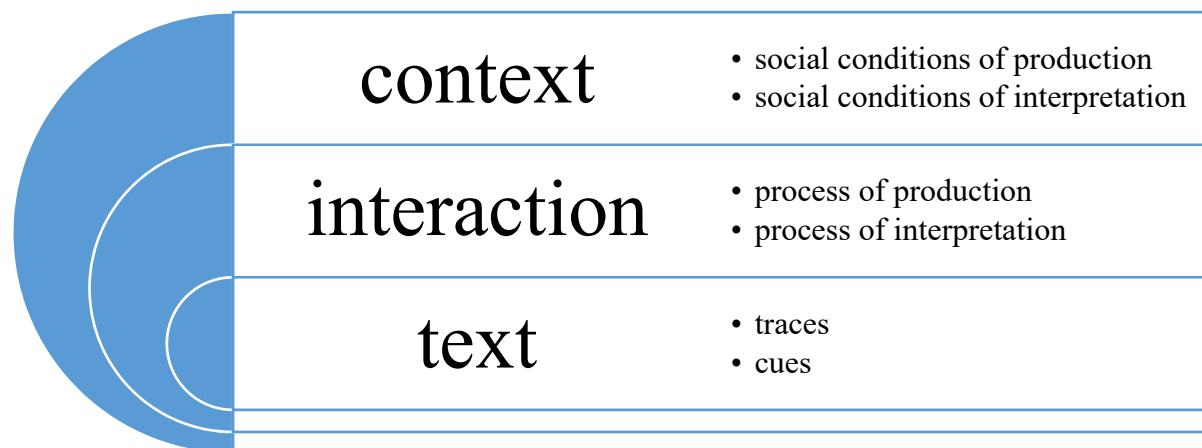 context
• social conditions of production
• social conditions of interpretation
interaction
• process of production
• process of interpretation
text
• traces
• cues